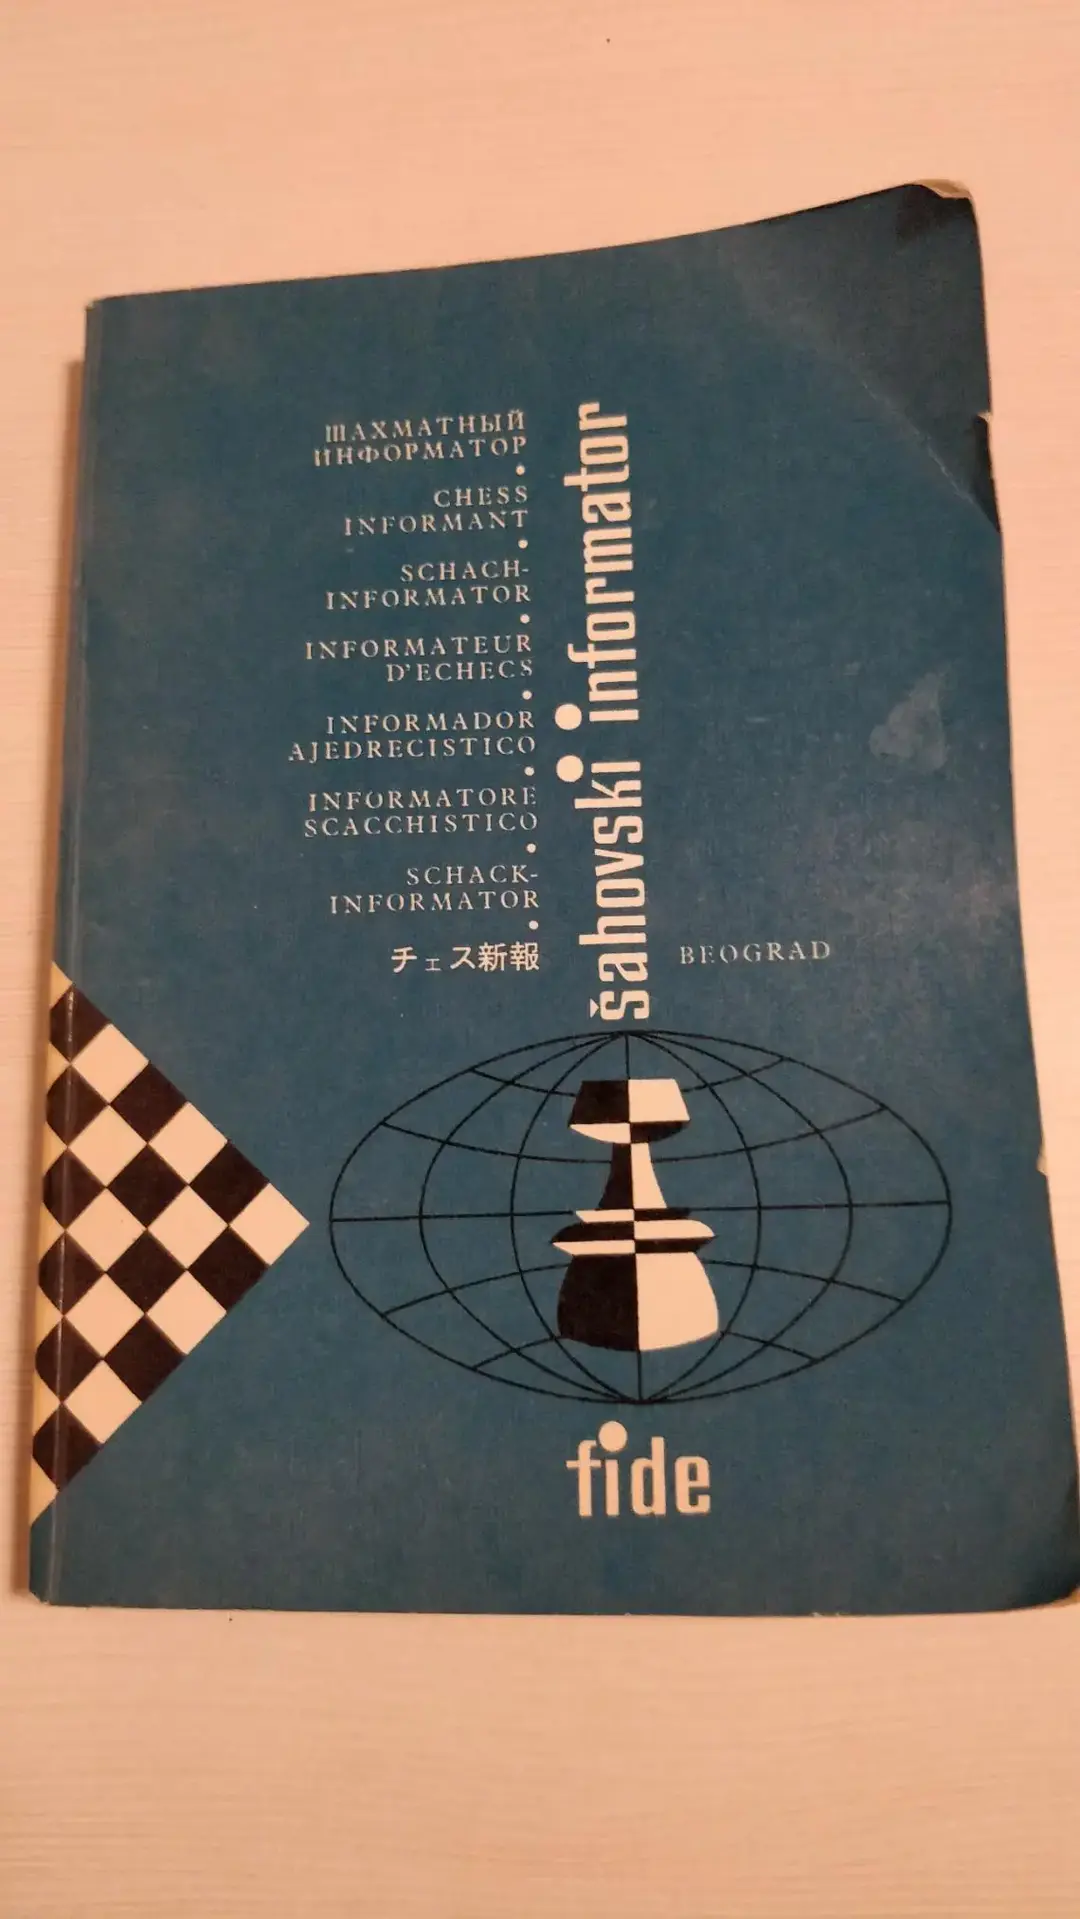 ШАХМАТНЫЙ
ИНФОРМАТОР
CHESS
INFORMANT
SCHACH-
INFORMATOR
INFORMATEUR
D'ECHECS
INFORMADOR
AJEDRECISTICO
INFORMATORE
SCACCHISTICO
SCHACK-
INFORMATOR
チェス新報
šahovski informator
BEOGRAD
fide